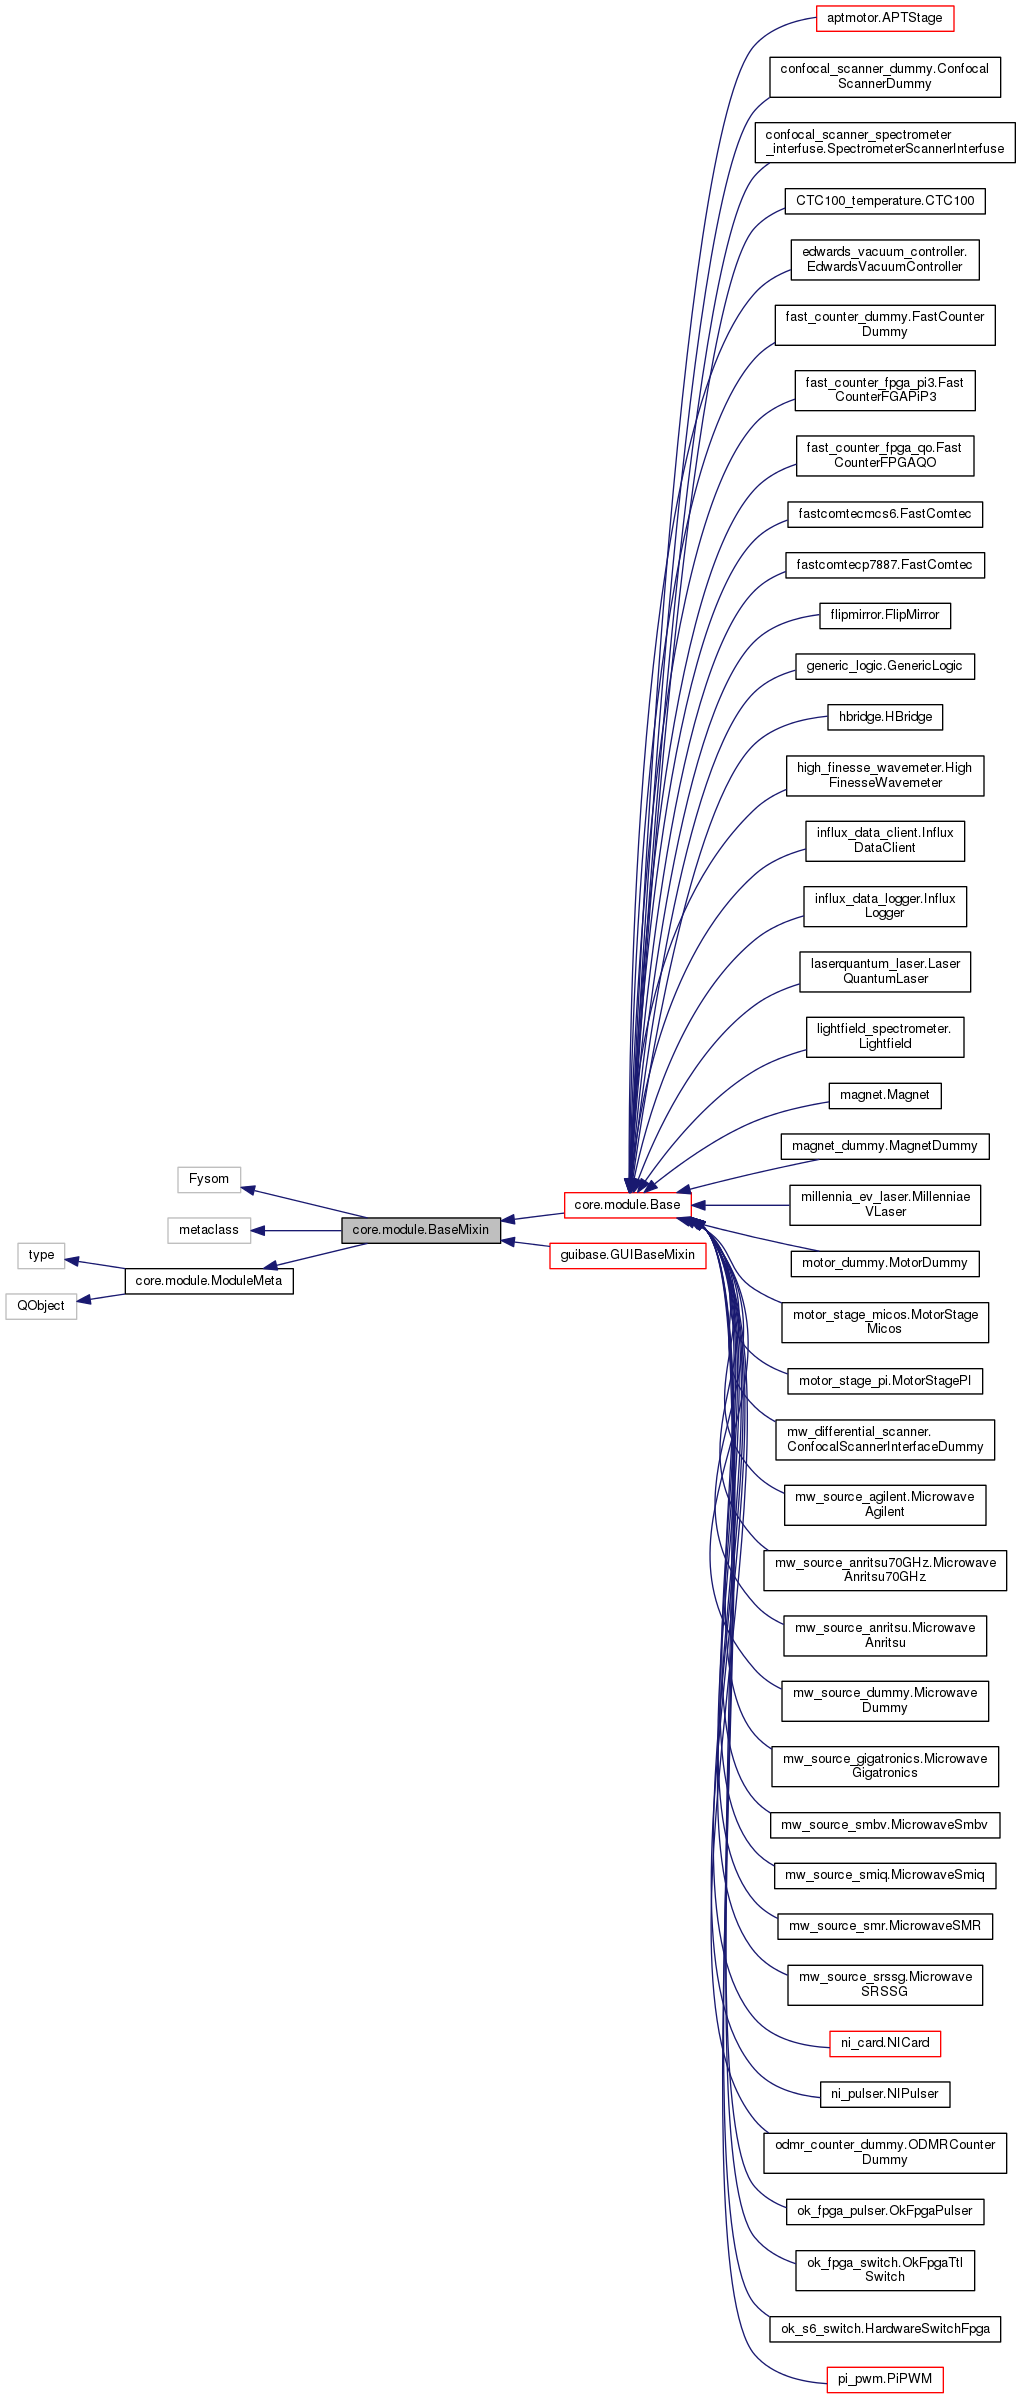 aptmotor.APTStage
confocal_scanner_dummy.Confocal
ScannerDummy
confocal_scanner_spectrometer
_interfuse.SpectrometerScannerInterfuse
CTC100_temperature.CTC100
edwards_vacuum_controller.
EdwardsVacuumController
fast_counter_dummy.FastCounter
Dummy
fast_counter_fpga_pi3.Fast
CounterFGAPiP3
fast_counter_fpga_qo.Fast
CounterFPGAQO
fastcomtecmcs6.FastComtec
fastcomtecp7887.FastComtec
flipmirror.FlipMirror
generic_logic.GenericLogic
hbridge.HBridge
high_finesse_wavemeter.High
FinesseWavemeter
influx_data_client.Influx
DataClient
influx_data_logger.Influx
Logger
laserquantum_laser.Laser
QuantumLaser
lightfield_spectrometer.
Lightfield
magnet.Magnet
magnet_dummy.MagnetDummy
Fysom
metaclass
type
core.module.ModuleMeta
QObject
core.module.BaseMixin
core.module.Base
guibase.GUIBaseMixin
millennia_ev_laser.Millenniae
VLaser
motor_dummy.MotorDummy
motor_stage_micos.MotorStage
Micos
motor_stage_pi.MotorStagePI
mw_differential_scanner.
ConfocalScannerInterfaceDummy
mw_source_agilent.Microwave
Agilent
mw_source_anritsu70GHz.Microwave
Anritsu70GHz
mw_source_anritsu.Microwave
Anritsu
mw_source_dummy.Microwave
Dummy
mw_source_gigatronics.Microwave
Gigatronics
mw_source_smbv.MicrowaveSmbv
mw_source_smiq.MicrowaveSmiq
mw_source_smr.MicrowaveSMR
mw_source_srssg.Microwave
SRSSG
ni_card.NICard
ni_pulser.NIPulser
odmr_counter_dummy.ODMRCounter
Dummy
ok_fpga_pulser.OkFpgaPulser
ok_fpga_switch.OkFpgaTtl
Switch
ok_s6_switch.HardwareSwitchFpga
pi_pwm.PiPWM